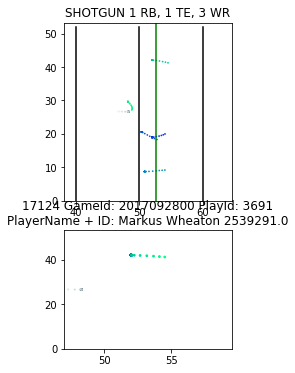 SHOTGUN 1 RB, 1 TE, 3 WR
50
40
30
20
10
0
40 50 60
17124 GameId: 2017092800 PlayId: 3691
PlayerName + ID: Markus Wheaton 2539291.0
40
20
0
50 55